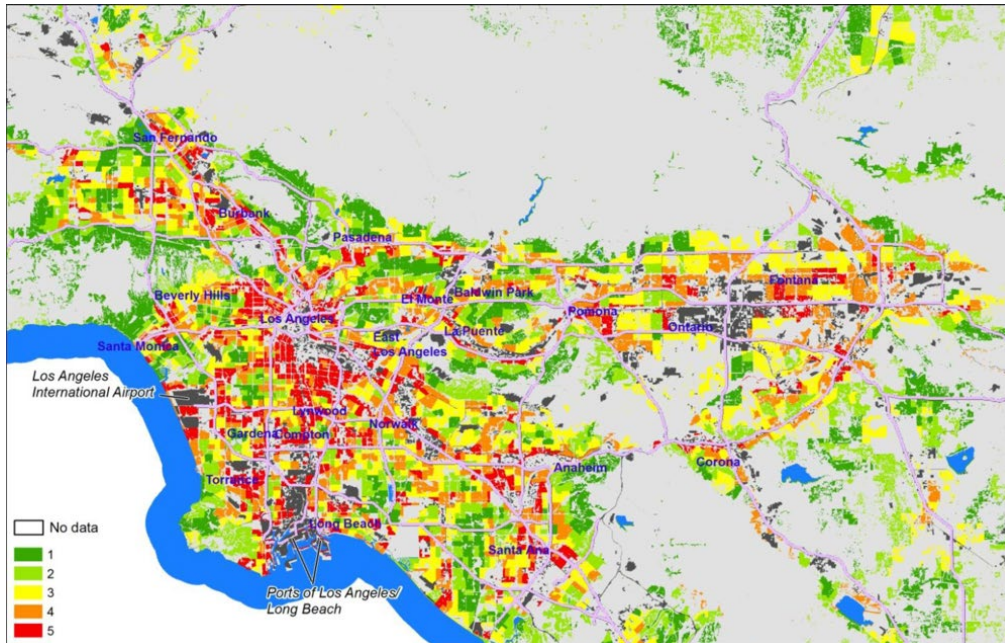 San Fernando
Burbank
Pasadena
Beverly Hills
El Monte
Baldwin Park
Fontana
Los Angeles
Pomona
Ontario
La Puente
East
Los Angeles
Santa Monica
Los Angeles
International Airport
Lynwood
Norwalk
Gardena
Compton
Anaheim
Corona
Torrance
Long Beach
Santa Ana
Ports of Los Angeles/
Long Beach
No data
1
2
3
4
5